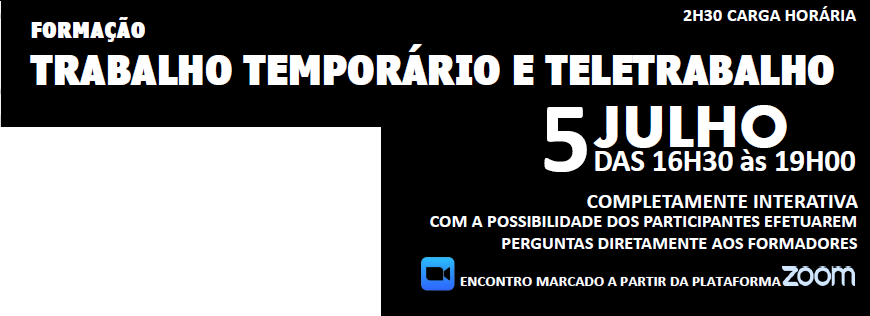 2H30 CARGA HORÁRIA
FORMAÇÃO
TRABALHO TEMPORÁRIO E TELETRABALHO
5 JULHO
DAS 16H30 às 19H00
COMPLETAMENTE INTERATIVA
COM A POSSIBILIDADE DOS PARTICIPANTES EFETUAREM
PERGUNTAS DIRETAMENTE AOS FORMADORES
ENCONTRO MARCADO A PARTIR DA PLATAFORMA zoom